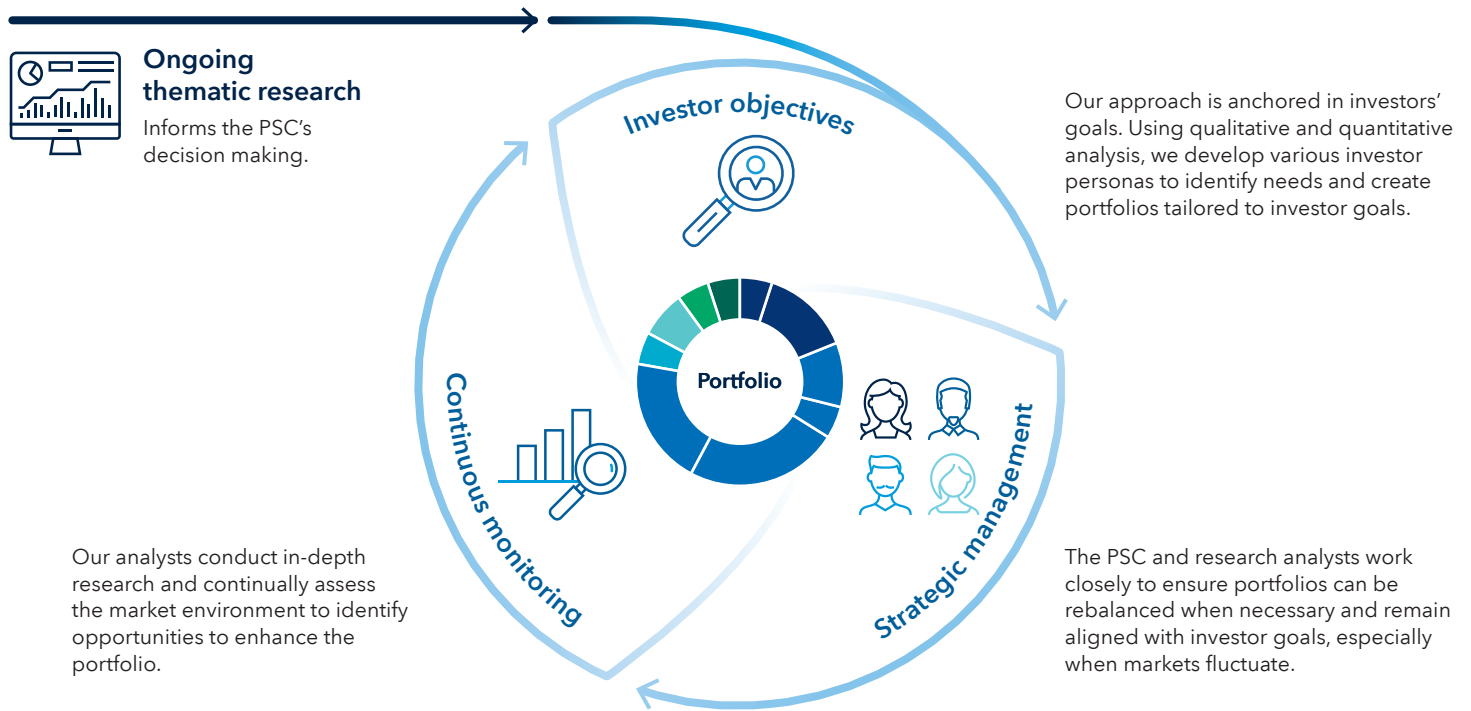 Ongoing
thematic research
Informs the PSC's
decision making.
Investor objectives
Our approach is anchored in investors'
goals. Using qualitative and quantitative
analysis, we develop various investor
personas to identify needs and create
portfolios tailored to investor goals.
Portfolio
Strategic management
The PSC and research analysts work
closely to ensure portfolios can be
rebalanced when necessary and remain
aligned with investor goals, especially
when markets fluctuate.
Continuous monitoring
Our analysts conduct in-depth
research and continually assess
the market environment to identify
opportunities to enhance the
portfolio.